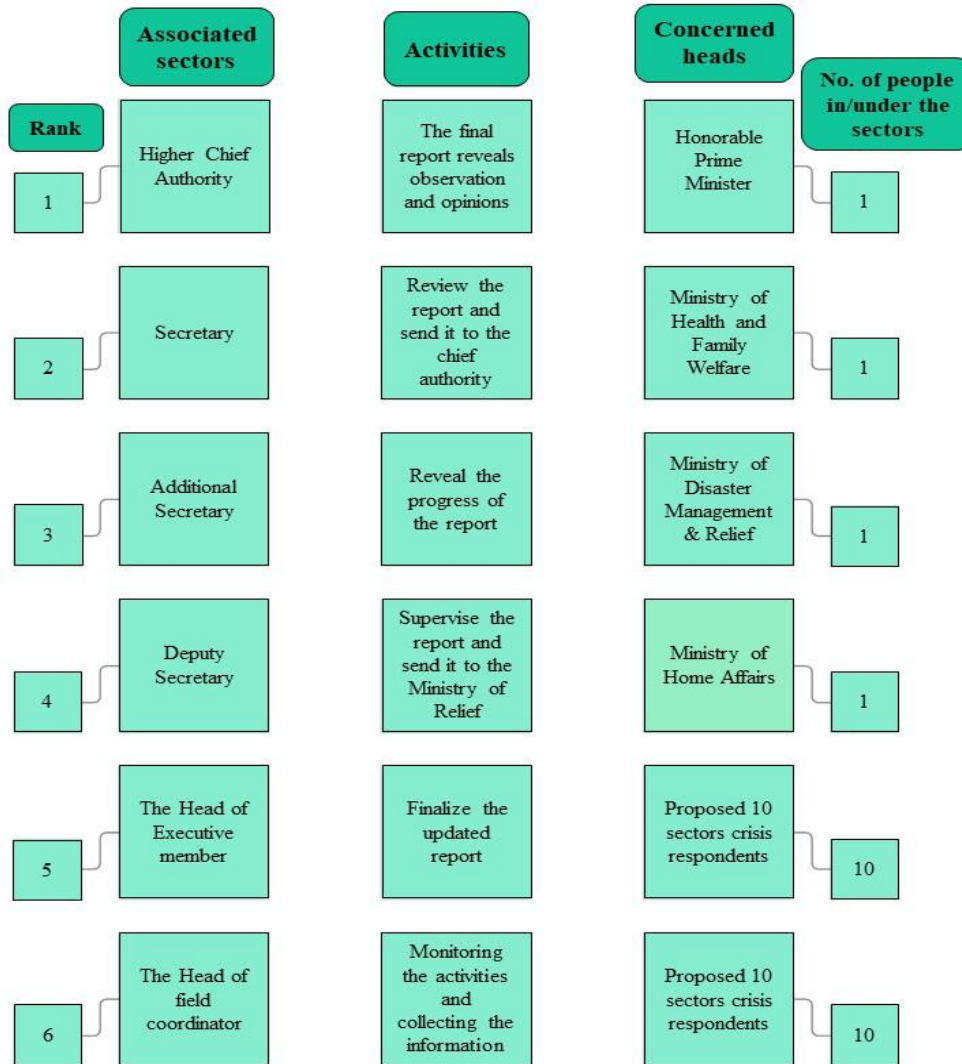 Associated
sectors
Activities
Concerned
heads
No. of people
in/under the
sectors
Rank
1
Higher Chief
Authority
The final
report reveals
observation
and opinions
Honorable
Prime
Minister
1
2
Secretary
Review the
report and
send it to the
chief
authority
Ministry of
Health and
Family
Welfare
1
3
Additional
Secretary
Reveal the
progress of
the report
Ministry of
Disaster
Management
& Relief
1
4
Deputy
Secretary
Supervise the
report and
send it to the
Ministry of
Relief
Ministry of
Home Affairs
1
5
The Head of
Executive
member
Finalize the
updated
report
Proposed 10
sectors crisis
respondents
10
6
The Head of
field
coordinator
Monitoring
the activities
and
collecting the
information
Proposed 10
sectors crisis
respondents
10